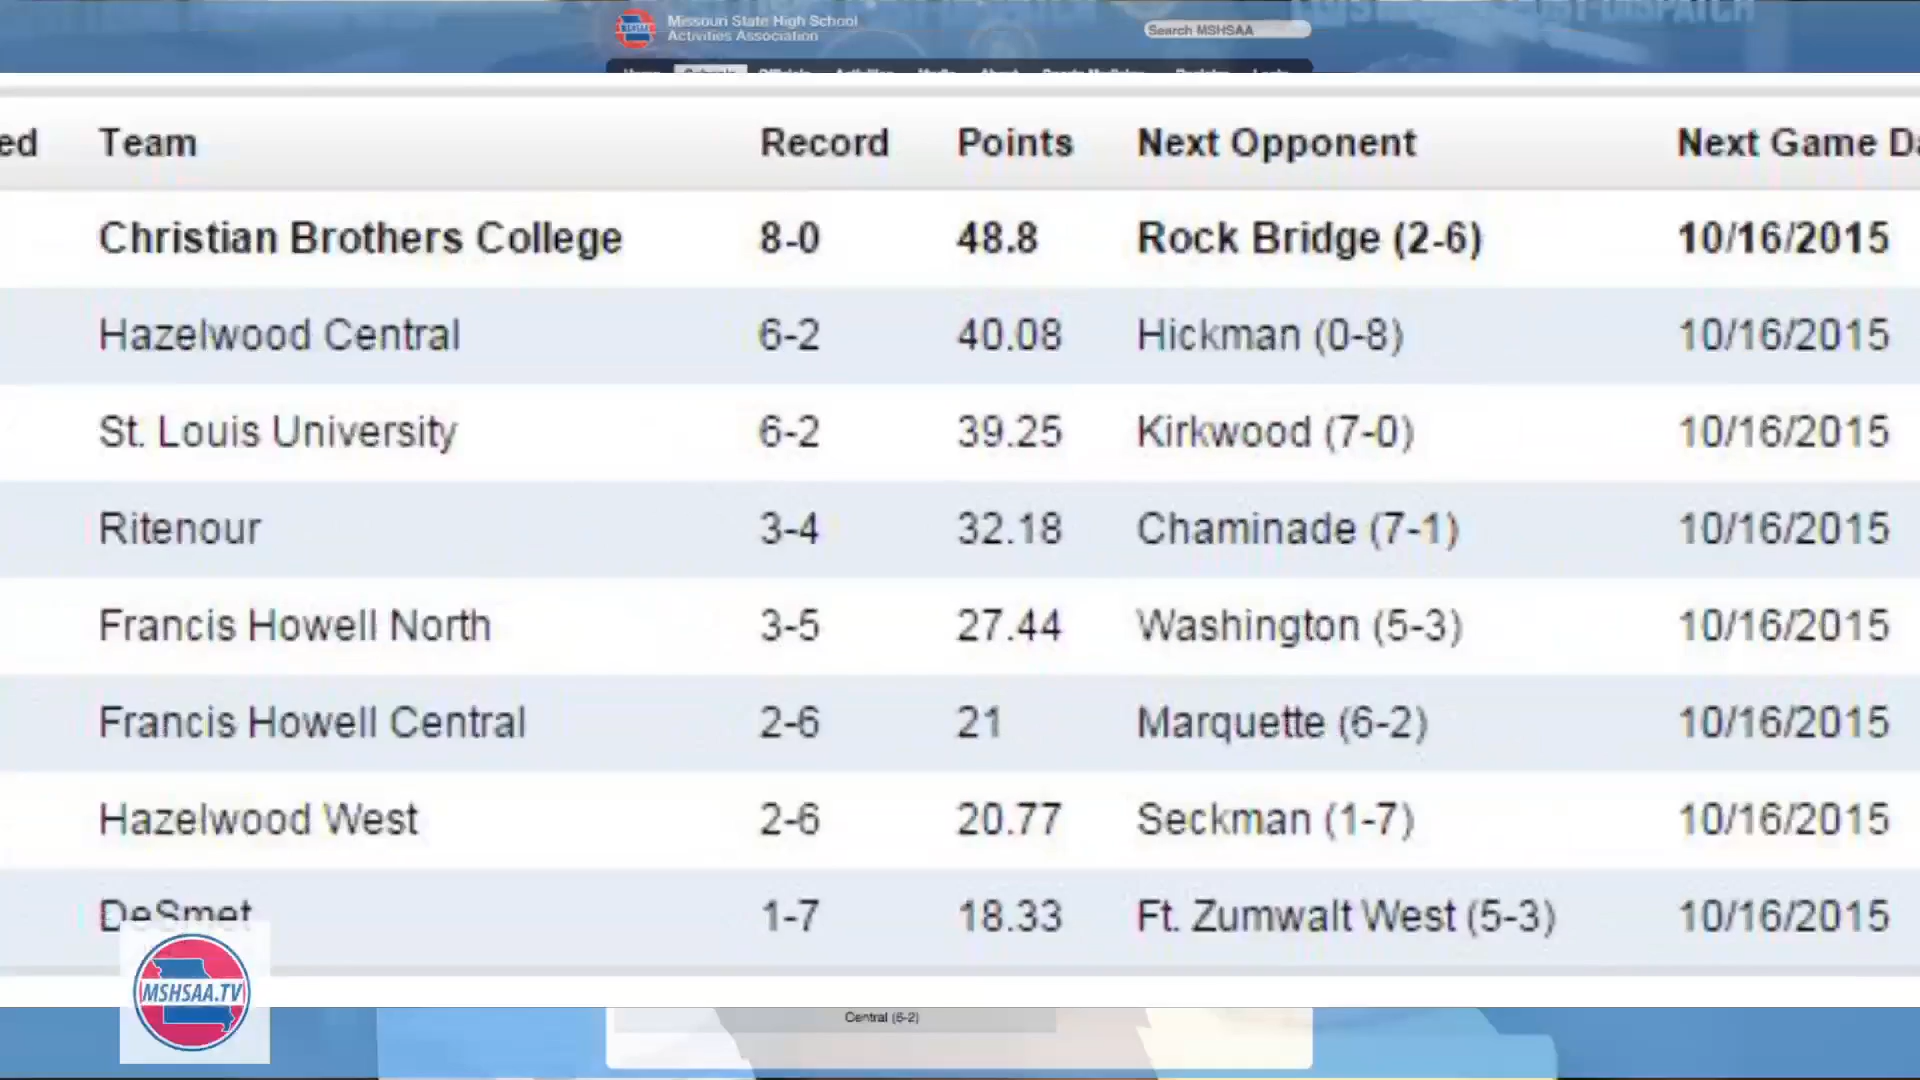 Missouri State High School
Activities Association
Search MSHSAA
ed Team Record Points Next Opponent Next Game Da
Christian Brothers College 8-0 48.8 Rock Bridge (2-6) 10/16/2015
Hazelwood Central 6-2 40.08 Hickman (0-8) 10/16/2015
St. Louis University 6-2 39.25 Kirkwood (7-0) 10/16/2015
Ritenour 3-4 32.18 Chaminade (7-1) 10/16/2015
Francis Howell North 3-5 27.44 Washington (5-3) 10/16/2015
Francis Howell Central 2-6 21 Marquette (6-2) 10/16/2015
Hazelwood West 2-6 20.77 Seckman (1-7) 10/16/2015
DeSmet 1-7 18.33 Ft. Zumwalt West (5-3) 10/16/2015
MSHSAA.TV
Central (6-2)